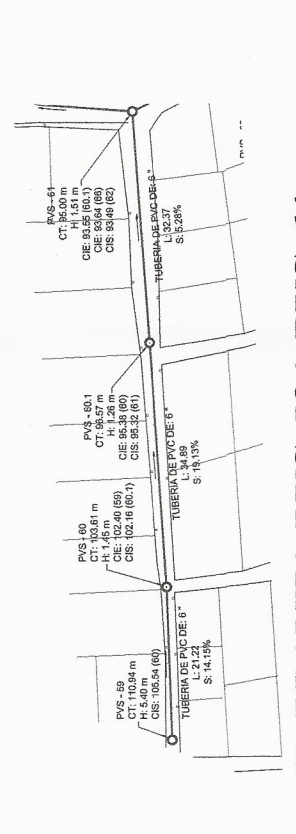 PVS - 59
CT: 110.94 m
H: 5.40 m
CIS: 105.54 (60)
TUBERIA DE PVC DE: 6 "
L: 21.22
S: 14.15%
PVS - 60
CT: 103.61 m
H: 1.45 m
CIE: 102.40 (59)
CIS: 102.16 (60.1)
TUBERIA DE PVC DE: 6 "
L: 34.89
S: 19.13%
PVS - 60.1
CT: 96.57 m
H: 1.26 m
CIE: 95.38 (60)
CIS: 95.32 (61)
TUBERIA DE PVC DE: 6 "
L: 32.37
S: 5.28%
PVS - 61
CT: 95.00 m
H: 1.51 m
CIE: 93.55 (60.1)
CIE: 93.64 (66)
CIS: 93.49 (62)